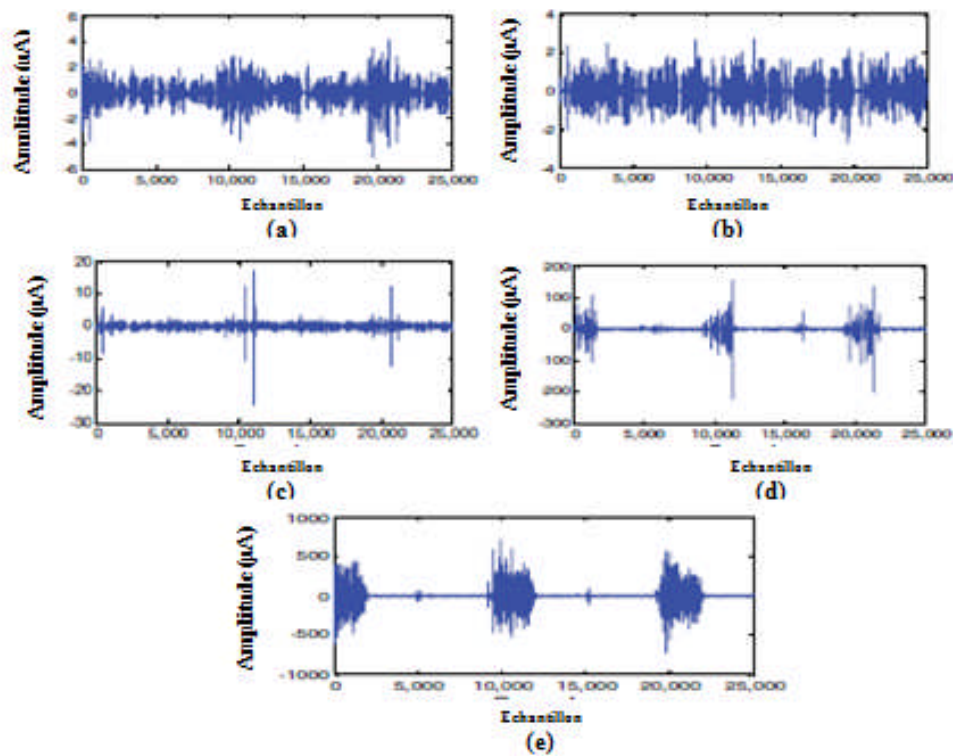 Amplitude (µA)
6
4
2
0
-2
-4
-6
0 5,000 10,000 15,000 20,000 25,000
Echantillon
(a)
Amplitude (µA)
4
2
0
-2
-4
0 5,000 10,000 15,000 20,000 25,000
Echantillon
(b)
Amplitude (µA)
20
10
0
-10
-20
-30
0 5,000 10,000 15,000 20,000 25,000
Echantillon
(c)
Amplitude (µA)
200
100
0
-100
-200
-300
0 5,000 10,000 15,000 20,000 25,000
Echantillon
(d)
Amplitude (µA)
1000
500
0
-500
-1000
0 5,000 10,000 15,000 20,000 25,000
Echantillon
(e)